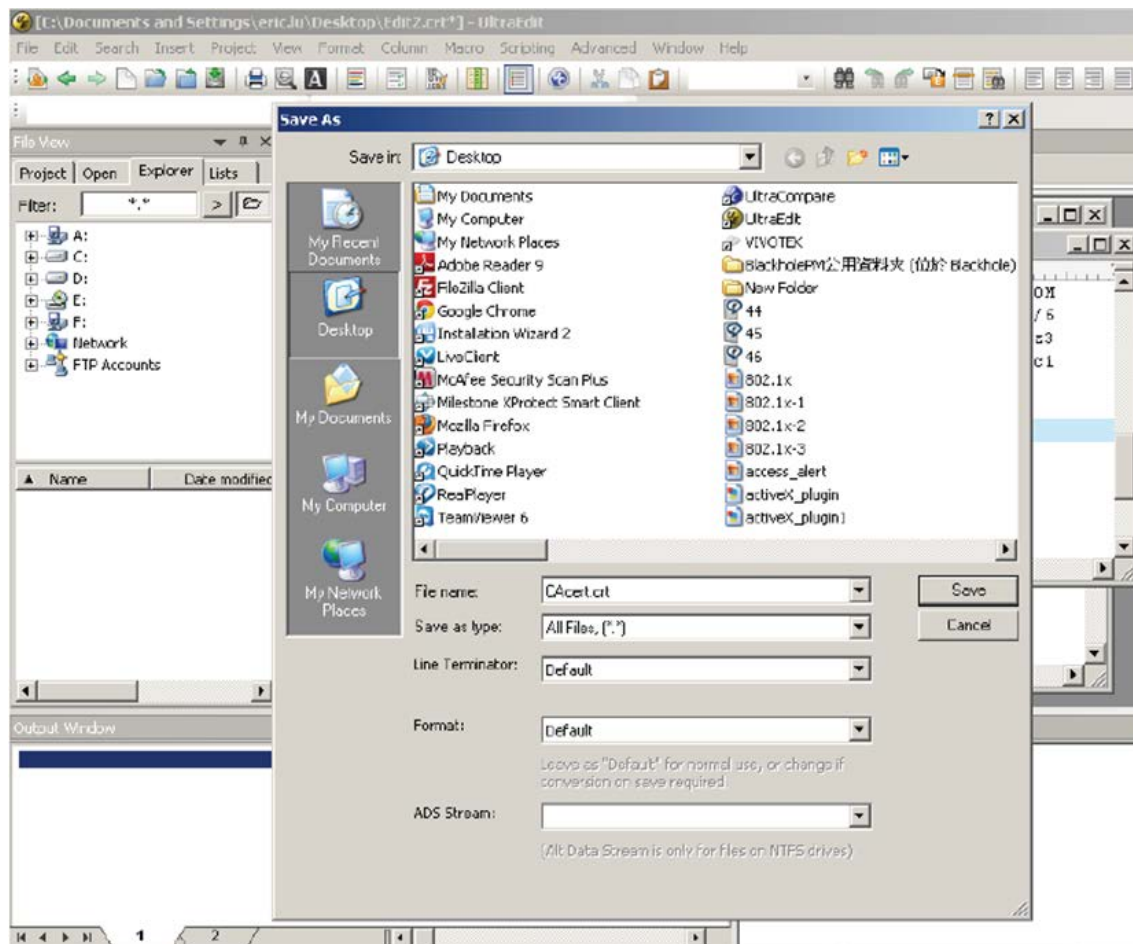 [C:\Documents and Settings\eric.lu\Desktop\Edit2.crt*] - UltraEdit
File Edit Search Insert Project View Format Column Macro Scripting Advanced Window Help
File View
Project Open Explorer Lists
Filter: *.* >
A:
C:
D:
E:
F:
Network
FTP Accounts
Name Date modified
Output Window
1 2
Save As
Save in: Desktop
My Recent Documents
Desktop
My Documents
My Computer
My Network Places
My Documents
My Computer
My Network Places
Adobe Reader 9
FileZilla Client
Google Chrome
Installation Wizard 2
LiveClient
McAfee Security Scan Plus
Milestone XProtect Smart Client
Mozilla Firefox
Playback
QuickTime Player
RealPlayer
TeamViewer 6
UltraCompare
UltraEdit
VIVOTEK
BlackholePM公用資料夾 (位於 Blackhole)
New Folder
44
45
46
802.1x
802.1x-1
802.1x-2
802.1x-3
access_alert
activeX_plugin
activeX_plugin1
File name: CAcert.crt
Save
Save as type: All Files, (*.*)
Cancel
Line Terminator: Default
Format: Default
Leave as "Default" for normal use, or change if
conversion on save required.
ADS Stream:
(Alt Data Stream is only for files on NTFS drives)
OM
/6
z3
c1